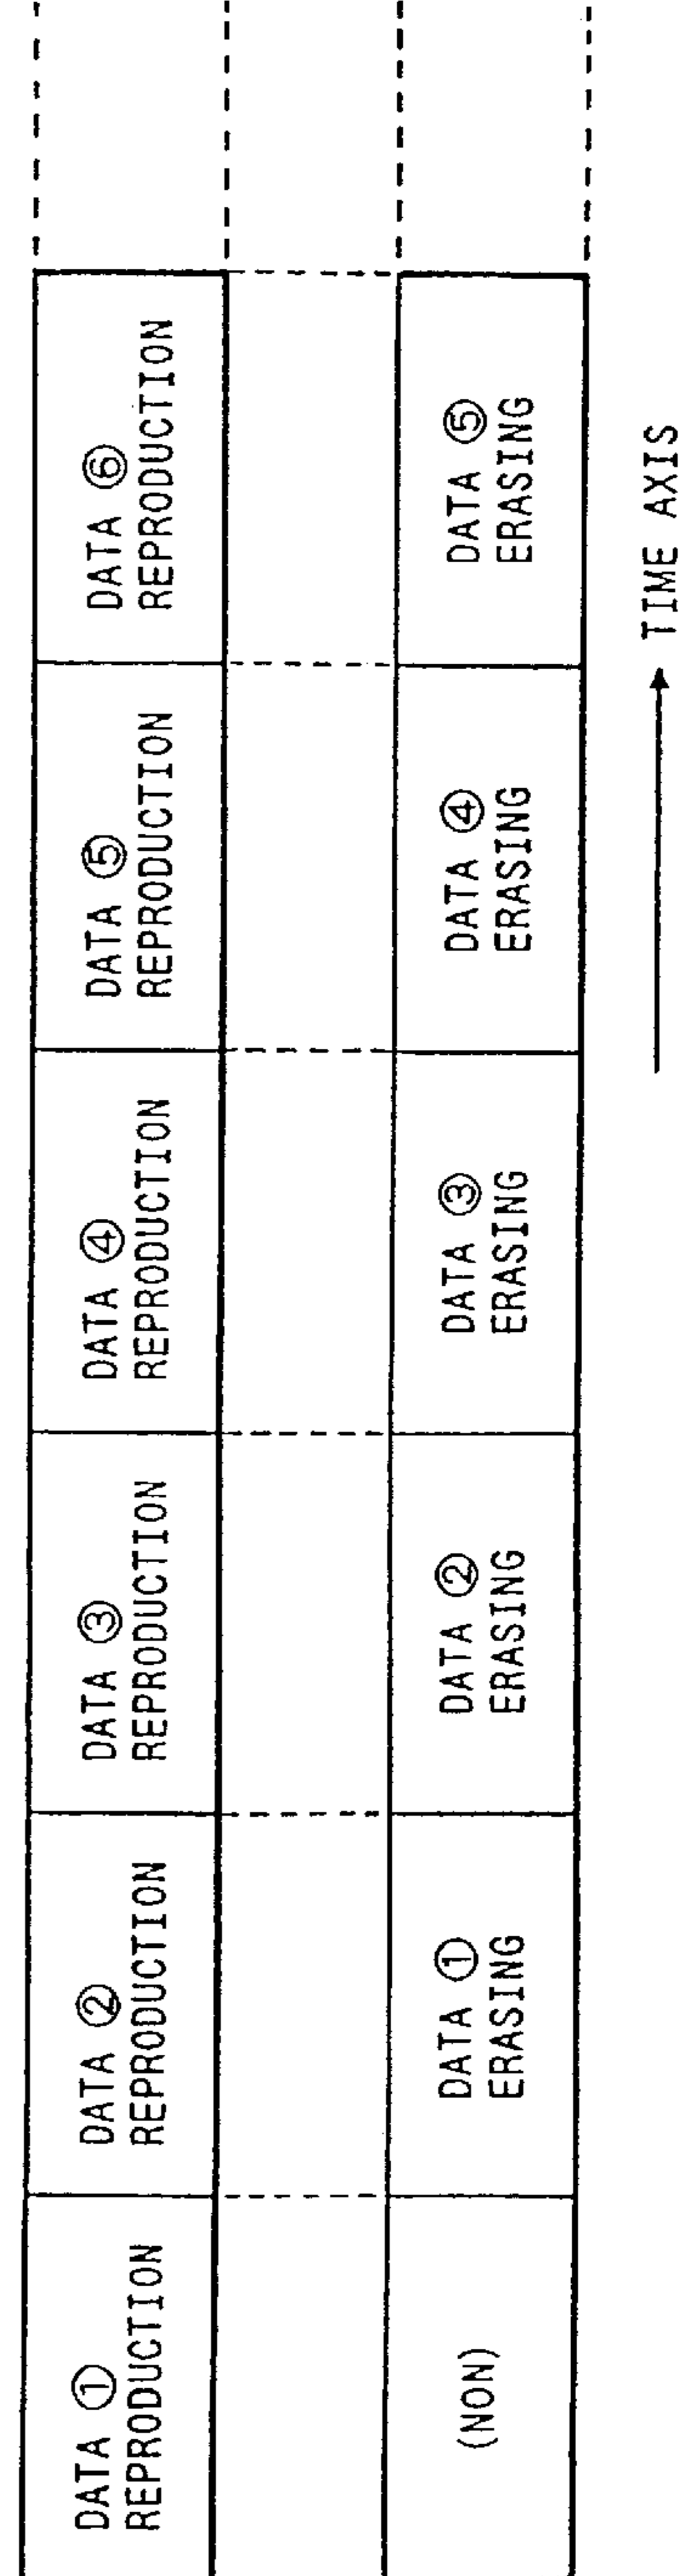 DATA ①
REPRODUCTION
DATA ②
REPRODUCTION
DATA ③
REPRODUCTION
DATA ④
REPRODUCTION
DATA ⑤
REPRODUCTION
DATA ⑥
REPRODUCTION
(NON)
DATA ①
ERASING
DATA ②
ERASING
DATA ③
ERASING
DATA ④
ERASING
DATA ⑤
ERASING
TIME AXIS